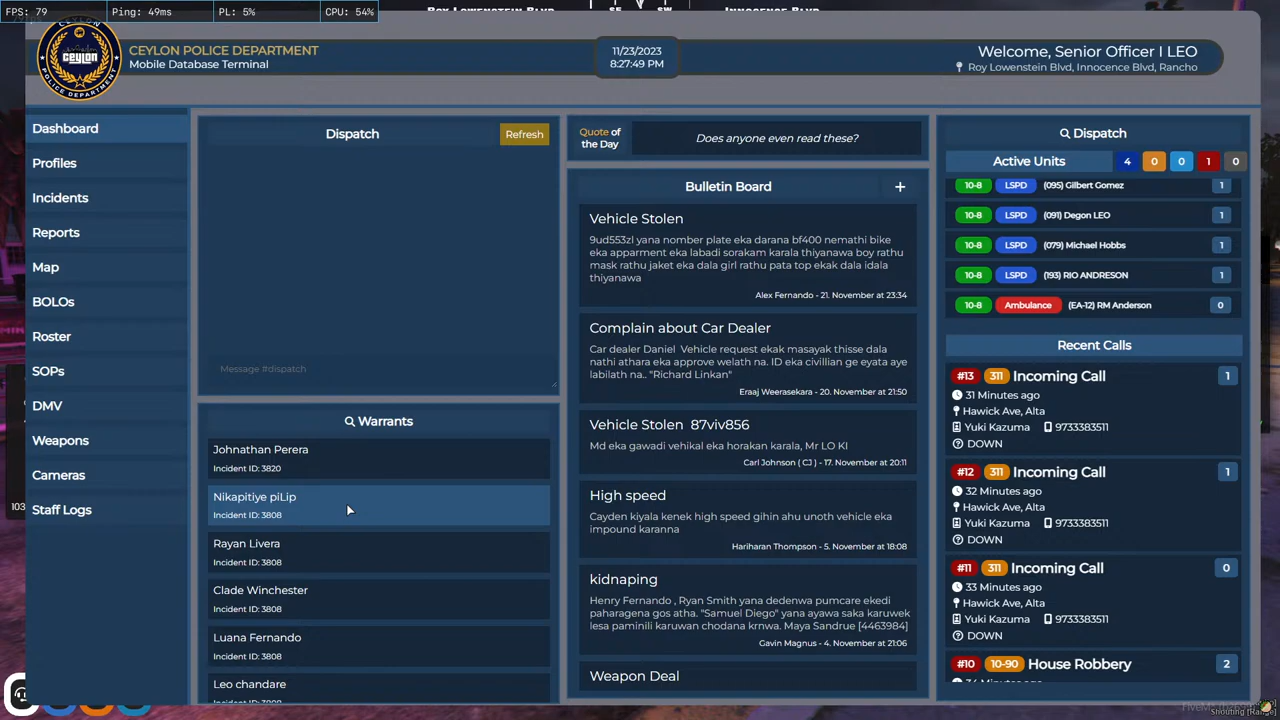 FPS: 79
Ping: 49ms
PL: 5%
CPU: 54%
Roy Lowenstein Blvd
SE
SW
Innocence Blvd
ceylon
POLICE DEPARTMENT
CEYLON POLICE DEPARTMENT
Mobile Database Terminal
11/23/2023
8:27:49 PM
Welcome, Senior Officer I LEO
Roy Lowenstein Blvd, Innocence Blvd, Rancho
Dashboard
Profiles
Incidents
Reports
Map
BOLOs
Roster
SOPs
DMV
Weapons
Cameras
Staff Logs
Dispatch
Refresh
Message #dispatch
Warrants
Johnathan Perera
Incident ID: 3820
Nikapitiye piLip
Incident ID: 3808
Rayan Livera
Incident ID: 3808
Clade Winchester
Incident ID: 3808
Luana Fernando
Incident ID: 3808
Leo chandare
Incident ID: 3808
Quote of
the Day
Does anyone even read these?
Bulletin Board
+
Vehicle Stolen
9ud553zl yana nomber plate eka darana bf400 nemathi bike
eka apparment eka labadi sorakam karala thiyanawa boy rathu
mask rathu jaket eka dala girl rathu pata top ekak dala idala
thiyanawa
Alex Fernando - 21. November at 23:34
Complain about Car Dealer
Car dealer Daniel Vehicle request ekak masayak thisse dala
nathi athara eka approve welath na. ID eka civillian ge eyata aye
labilath na.. "Richard Linkan"
Eraaj Weerasekara - 20. November at 21:50
Vehicle Stolen 87viv856
Md eka gawadi vehikal eka horakan karala, Mr LO KI
Carl Johnson ( CJ ) - 17. November at 20:11
High speed
Cayden kiyala kenek high speed gihin ahu unoth vehicle eka
impound karanna
Hariharan Thompson - 5. November at 18:08
kidnaping
Henry Fernando , Ryan Smith yana dedenwa pumcare ekedi
paharagena gos atha. "Samuel Diego" yana ayawa saka karuwek
lesa paminili karuwan chodana krnwa. Maya Sandrue [4463984]
Gavin Magnus - 4. November at 21:06
Weapon Deal
Dispatch
Active Units
4
0
0
1
0
10-8
LSPD
(095) Gilbert Gomez
1
10-8
LSPD
(091) Degon LEO
1
10-8
LSPD
(079) Michael Hobbs
1
10-8
LSPD
(193) RIO ANDRESON
1
10-8
Ambulance
(EA-12) RM Anderson
0
Recent Calls
#13
311
Incoming Call
1
31 Minutes ago
Hawick Ave, Alta
Yuki Kazuma
9733383511
DOWN
#12
311
Incoming Call
1
32 Minutes ago
Hawick Ave, Alta
Yuki Kazuma
9733383511
DOWN
#11
311
Incoming Call
0
33 Minutes ago
Hawick Ave, Alta
Yuki Kazuma
9733383511
DOWN
#10
10-90
House Robbery
2
34 Minutes ago
103